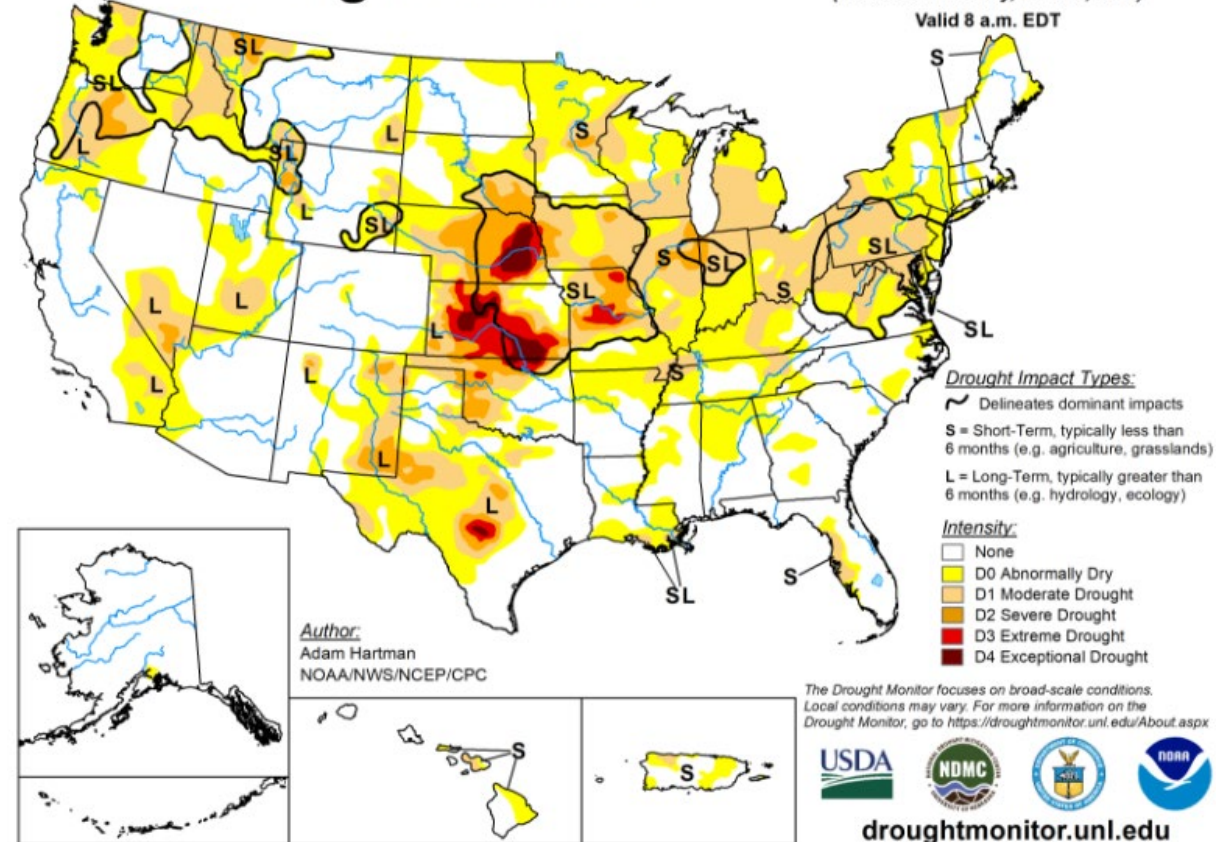 Valid 8 a.m. EDT
S
SL
SL
S
L
L
SL
L
SL
SL
S
SL
L
L
SL
S
L
SL
L
S
L
L
L
S
SL
Drought Impact Types:
Delineates dominant impacts
S = Short-Term, typically less than
6 months (e.g. agriculture, grasslands)
L = Long-Term, typically greater than
6 months (e.g. hydrology, ecology)
Intensity:
None
D0 Abnormally Dry
D1 Moderate Drought
D2 Severe Drought
D3 Extreme Drought
D4 Exceptional Drought
Author:
Adam Hartman
NOAA/NWS/NCEP/CPC
The Drought Monitor focuses on broad-scale conditions.
Local conditions may vary. For more information on the
Drought Monitor, go to https://droughtmonitor.unl.edu/About.aspx
S
S
USDA
NDMC
NOAA
droughtmonitor.unl.edu